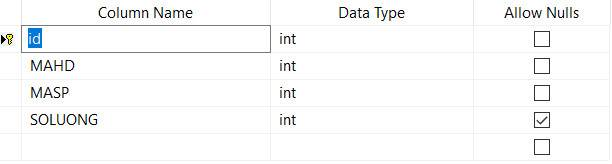 Column Name Data Type Allow Nulls
id int
MAHD int
MASP int
SOLUONG int